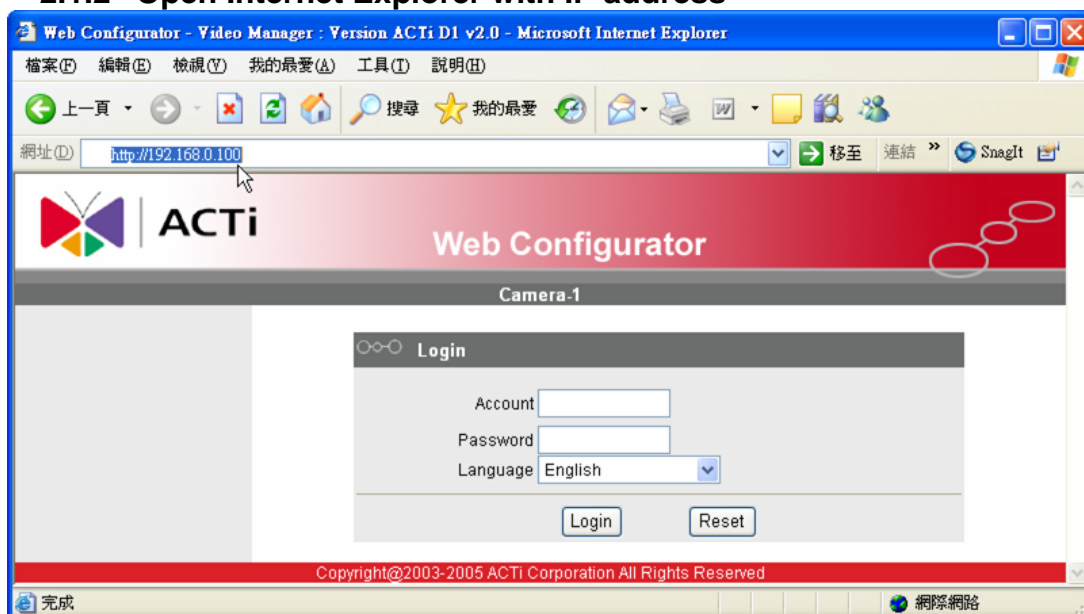 2.1.2 Open Internet Explorer with IP address
Web Configurator - Video Manager : Version ACTi D1 v2.0 - Microsoft Internet Explorer
檔案(F) 編輯(E) 檢視(V) 我的最愛(A) 工具(T) 說明(H)
上一頁 搜尋 我的最愛
網址(D) http://192.168.0.100 移至 連結 » SnagIt
ACTi
Web Configurator
Camera-1
Login
Account
Password
Language English
Login Reset
Copyright@2003-2005 ACTi Corporation All Rights Reserved
完成 網際網路